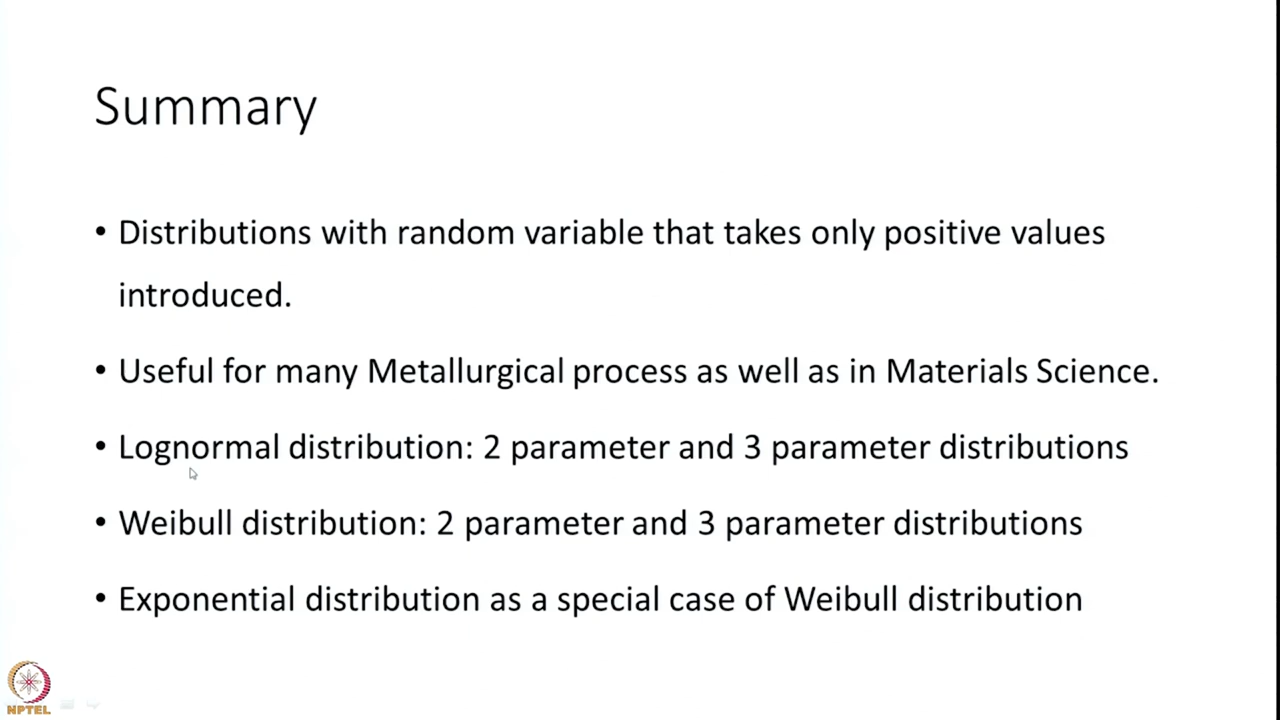 Summary
• Distributions with random variable that takes only positive values
introduced.
• Useful for many Metallurgical process as well as in Materials Science.
• Lognormal distribution: 2 parameter and 3 parameter distributions
• Weibull distribution: 2 parameter and 3 parameter distributions
• Exponential distribution as a special case of Weibull distribution
NPTEL